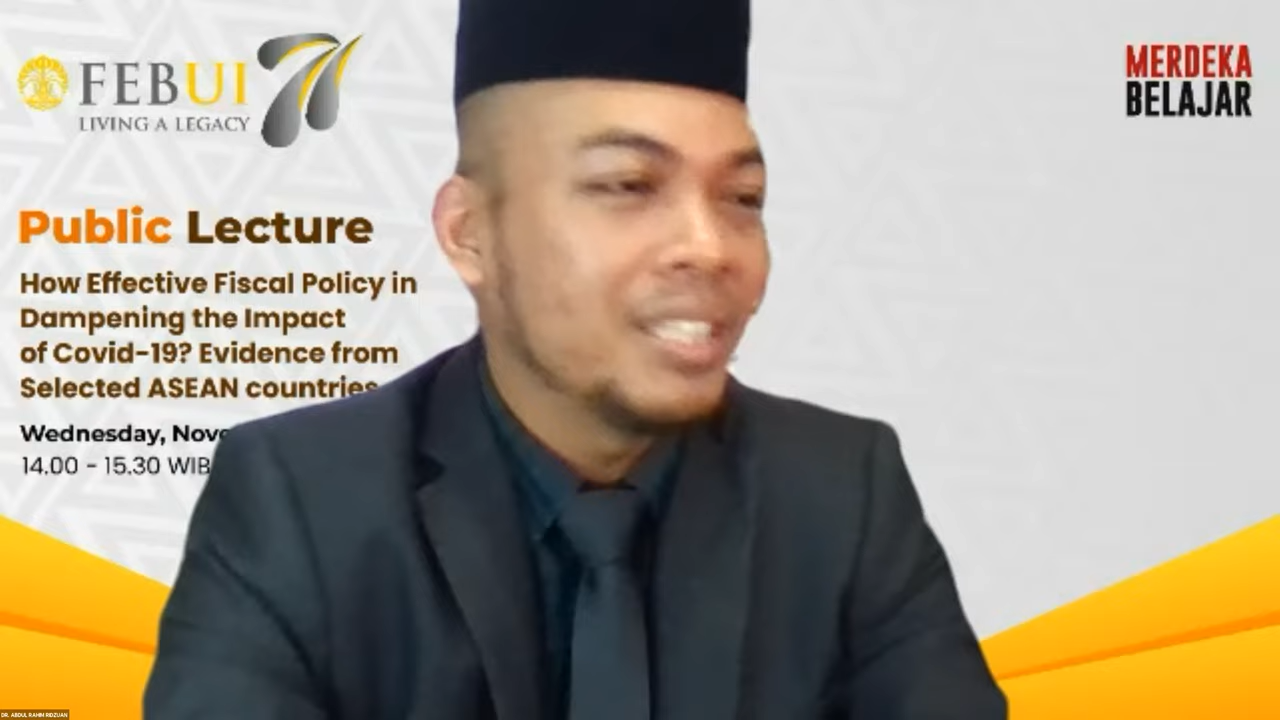 FEBUI
LIVING A LEGACY
MERDEKA
BELAJAR
Public Lecture
How Effective Fiscal Policy in
Dampening the Impact
of Covid-19? Evidence from
Selected ASEAN countries
Wednesday, Nove
14.00 - 15.30 WIB
DR. ABDUL RAHIM RIDZUAN